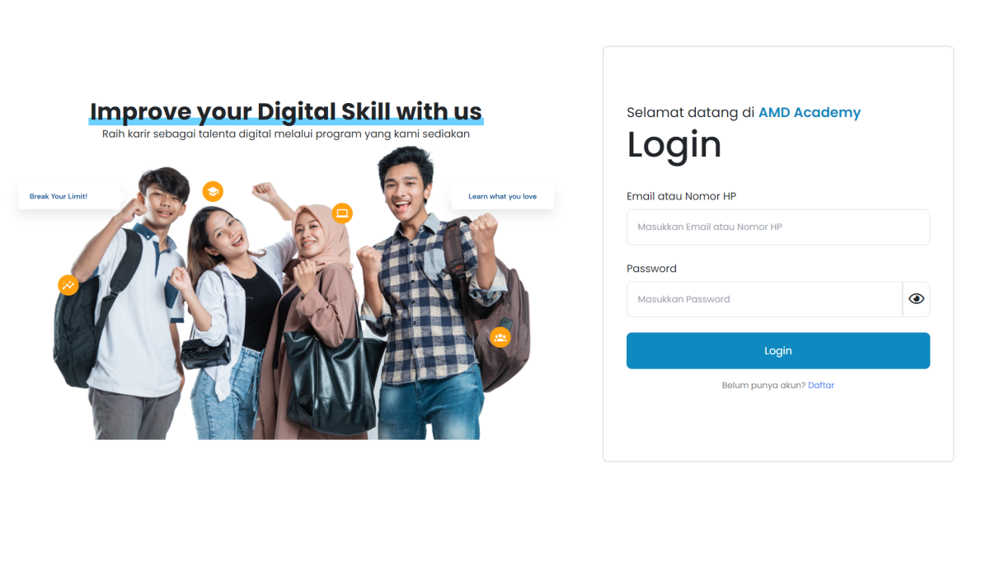 Improve your Digital Skill with us
Raih karir sebagai talenta digital melalui program yang kami sediakan
Break Your Limit!
Learn what you love
Selamat datang di AMD Academy
Login
Email atau Nomor HP
Masukkan Email atau Nomor HP
Password
Masukkan Password
Login
Belum punya akun? Daftar